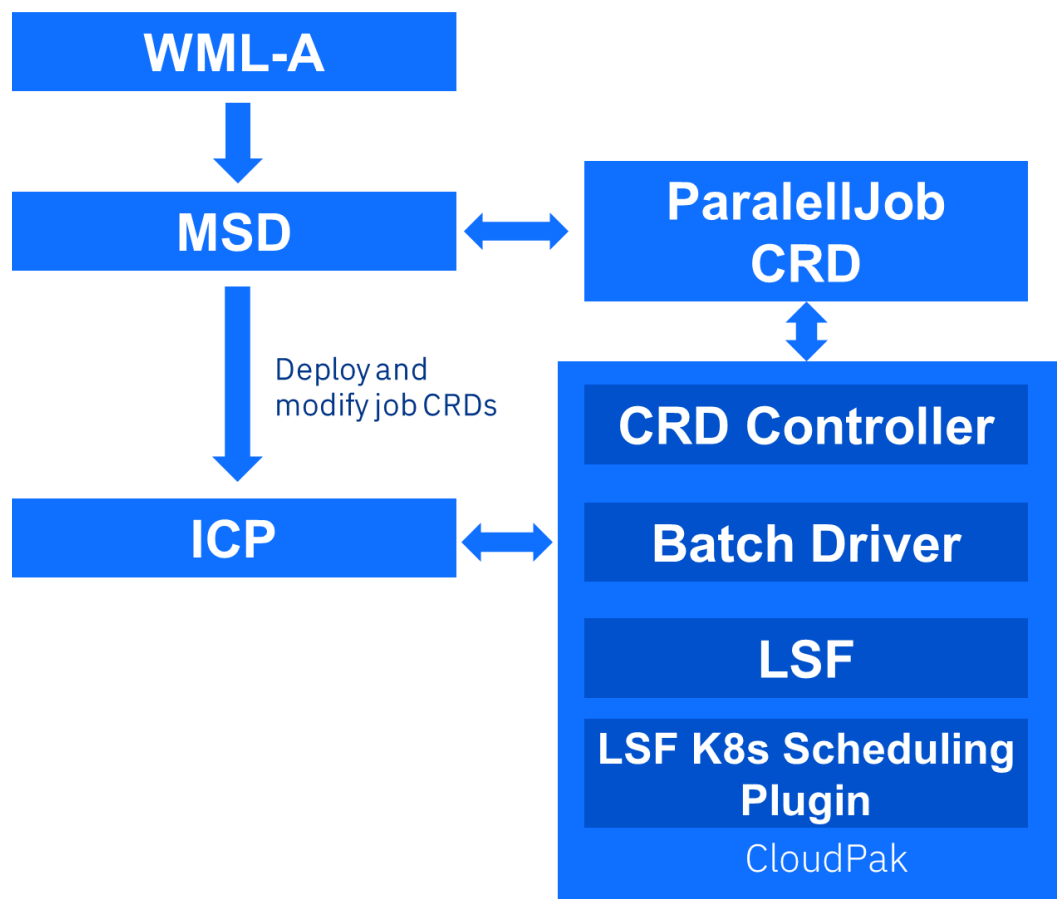 WML-A
MSD
ParalellJob
CRD
Deploy and
modify job CRDs
ICP
CRD Controller
Batch Driver
LSF
LSF K8s Scheduling
Plugin
CloudPak